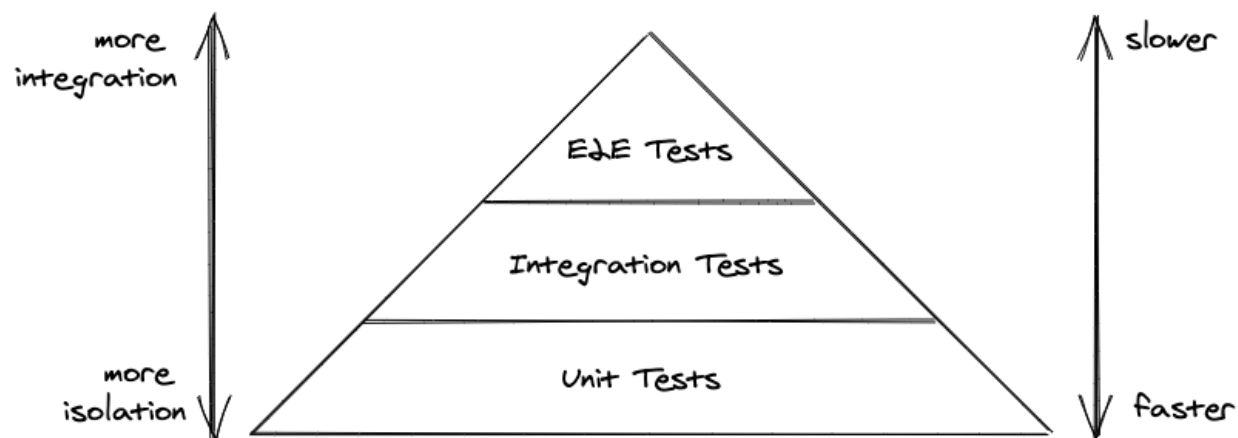 more
integration
slower
E2E Tests
Integration Tests
Unit Tests
more
isolation
faster